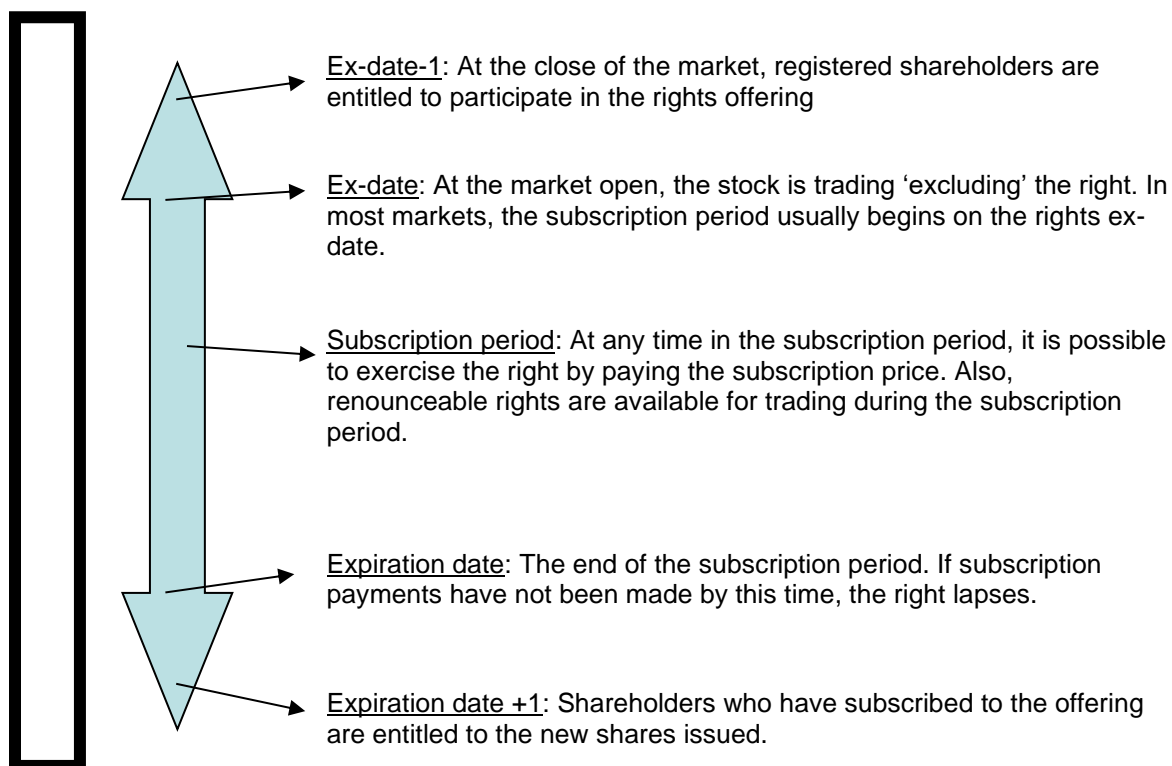 Ex-date-1: At the close of the market, registered shareholders are
entitled to participate in the rights offering
Ex-date: At the market open, the stock is trading ‘excluding’ the right. In
most markets, the subscription period usually begins on the rights ex-
date.
Subscription period: At any time in the subscription period, it is possible
to exercise the right by paying the subscription price. Also,
renounceable rights are available for trading during the subscription
period.
Expiration date: The end of the subscription period. If subscription
payments have not been made by this time, the right lapses.
Expiration date +1: Shareholders who have subscribed to the offering
are entitled to the new shares issued.